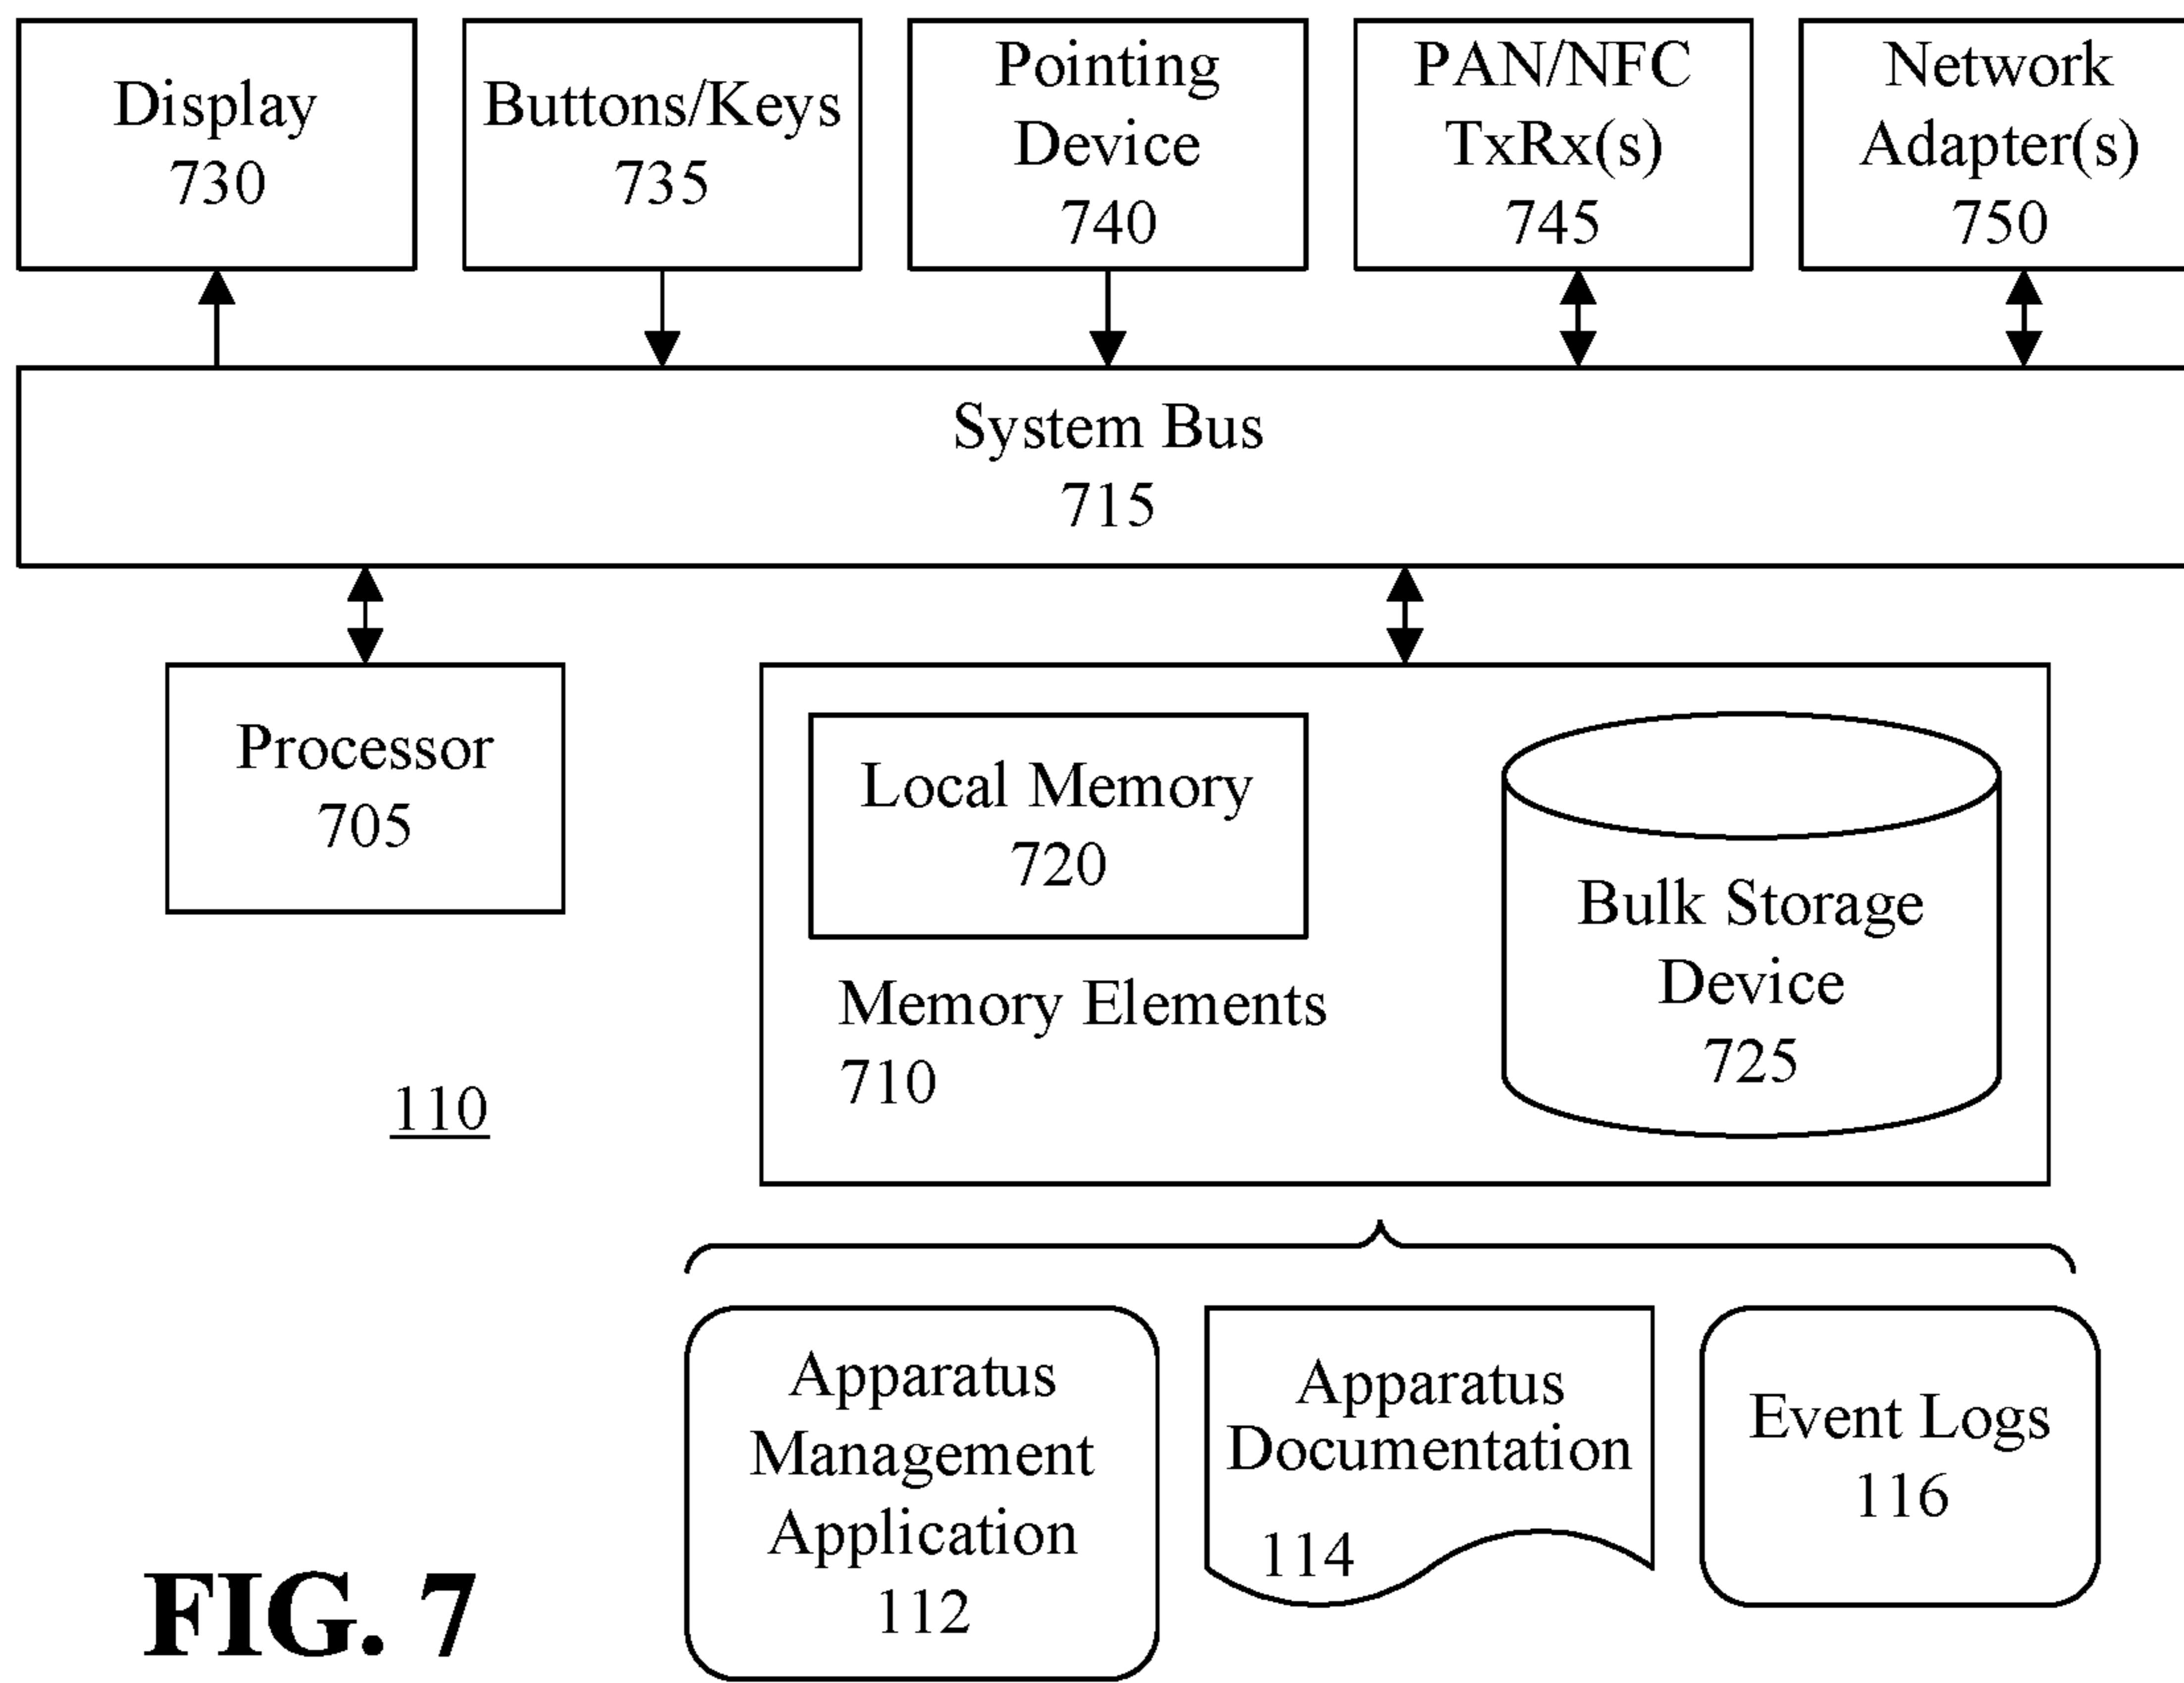 Display
730
Buttons/Keys
735
Pointing
Device
740
PAN/NFC
TxRx(s)
745
Network
Adapter(s)
750
System Bus
715
Processor
705
Local Memory
720
Memory Elements
710
Bulk Storage
Device
725
110
Apparatus
Management
Application
112
Apparatus
Documentation
114
Event Logs
116
FIG. 7